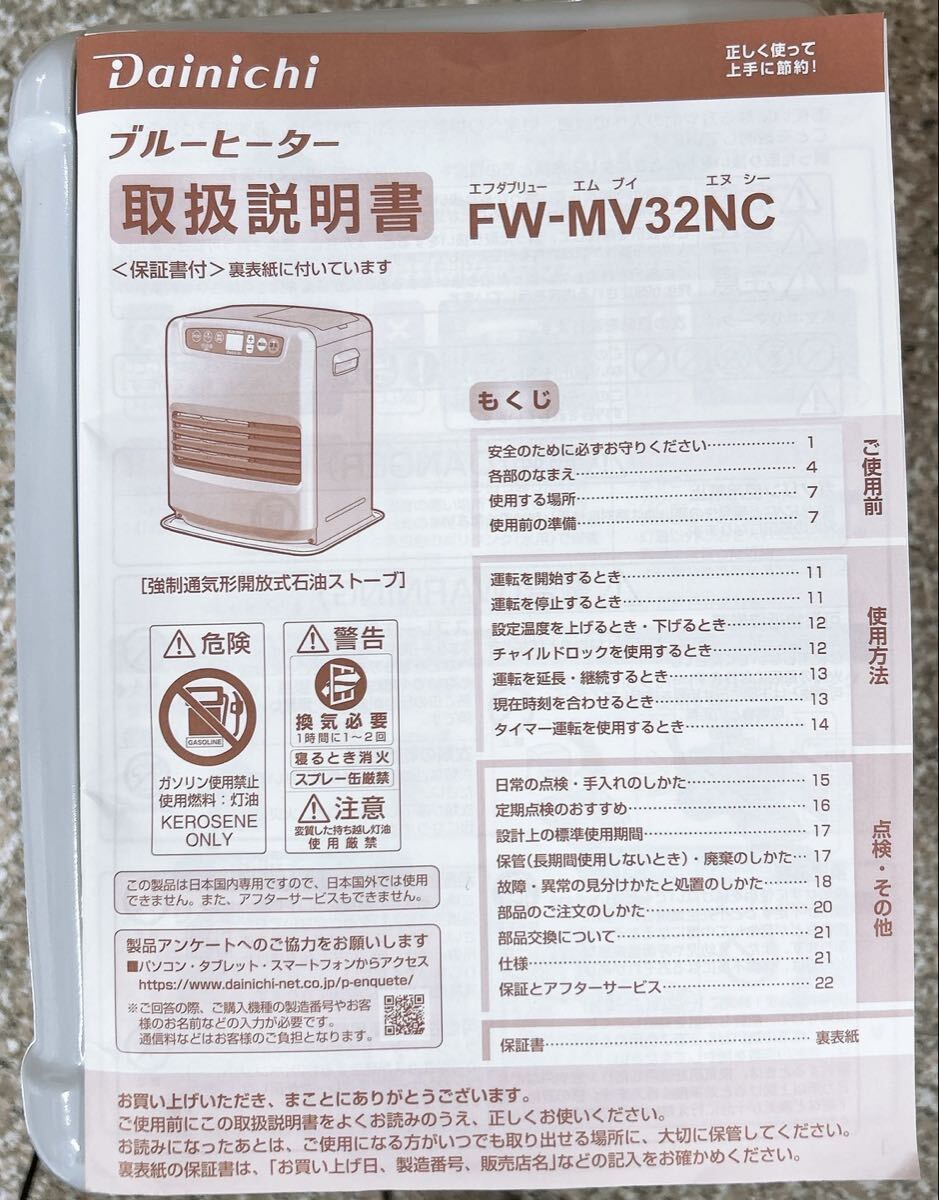 Dainichi
正しく使って
上手に節約!
ブルーヒーター
取扱説明書
エフダブリュー エム ブイ エヌ シー
FW-MV32NC
＜保証書付＞裏表紙に付いています
[強制通気形開放式石油ストーブ]
危険
GASOLINE
ガソリン使用禁止
使用燃料：灯油
KEROSENE
ONLY
警告
換気必要
1時間に1～2回
寝るとき消火
スプレー缶厳禁
注意
変質した持ち越し灯油
使用厳禁
この製品は日本国内専用ですので、日本国外では使用
できません。また、アフターサービスもできません。
製品アンケートへのご協力をお願いします
■パソコン・タブレット・スマートフォンからアクセス
https://www.dainichi-net.co.jp/p-enquete/
※ご回答の際、ご購入機種の製造番号やお客
様のお名前などの入力が必要です。
通信料などはお客様のご負担となります。
もくじ
ご使用前
安全のために必ずお守りください……………… 1
各部のなまえ……………………………………… 4
使用する場所……………………………………… 7
使用前の準備……………………………………… 7
使用方法
運転を開始するとき……………………………… 11
運転を停止するとき……………………………… 11
設定温度を上げるとき・下げるとき…………… 12
チャイルドロックを使用するとき……………… 12
運転を延長・継続するとき……………………… 13
現在時刻を合わせるとき………………………… 13
タイマー運転を使用するとき…………………… 14
点検・その他
日常の点検・手入れのしかた…………………… 15
定期点検のおすすめ……………………………… 16
設計上の標準使用期間…………………………… 17
保管(長期間使用しないとき)・廃棄のしかた… 17
故障・異常の見分けかたと処置のしかた……… 18
部品のご注文のしかた…………………………… 20
部品交換について………………………………… 21
仕様………………………………………………… 21
保証とアフターサービス………………………… 22
保証書……………………………………………… 裏表紙
お買い上げいただき、まことにありがとうございます。
ご使用前にこの取扱説明書をよくお読みのうえ、正しくお使いください。
お読みになったあとは、ご使用になる方がいつでも取り出せる場所に、大切に保管してください。
裏表紙の保証書は、「お買い上げ日、製造番号、販売店名」などの記入をお確かめください。